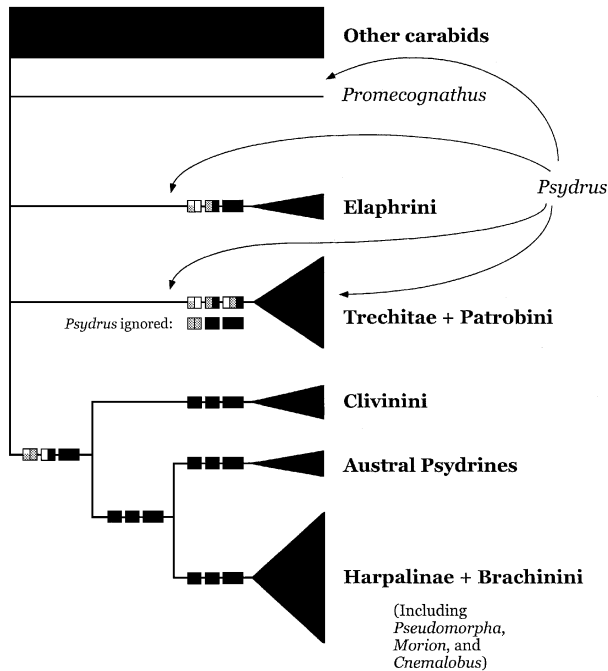 Other carabids
Promecognathus
Psydrus
Elaphrini
Psydrus ignored:
Trechitae + Patrobini
Clivinini
Austral Psydrines
Harpalinae + Brachinini
(Including
Pseudomorpha,
Morion, and
Cnemalobus)